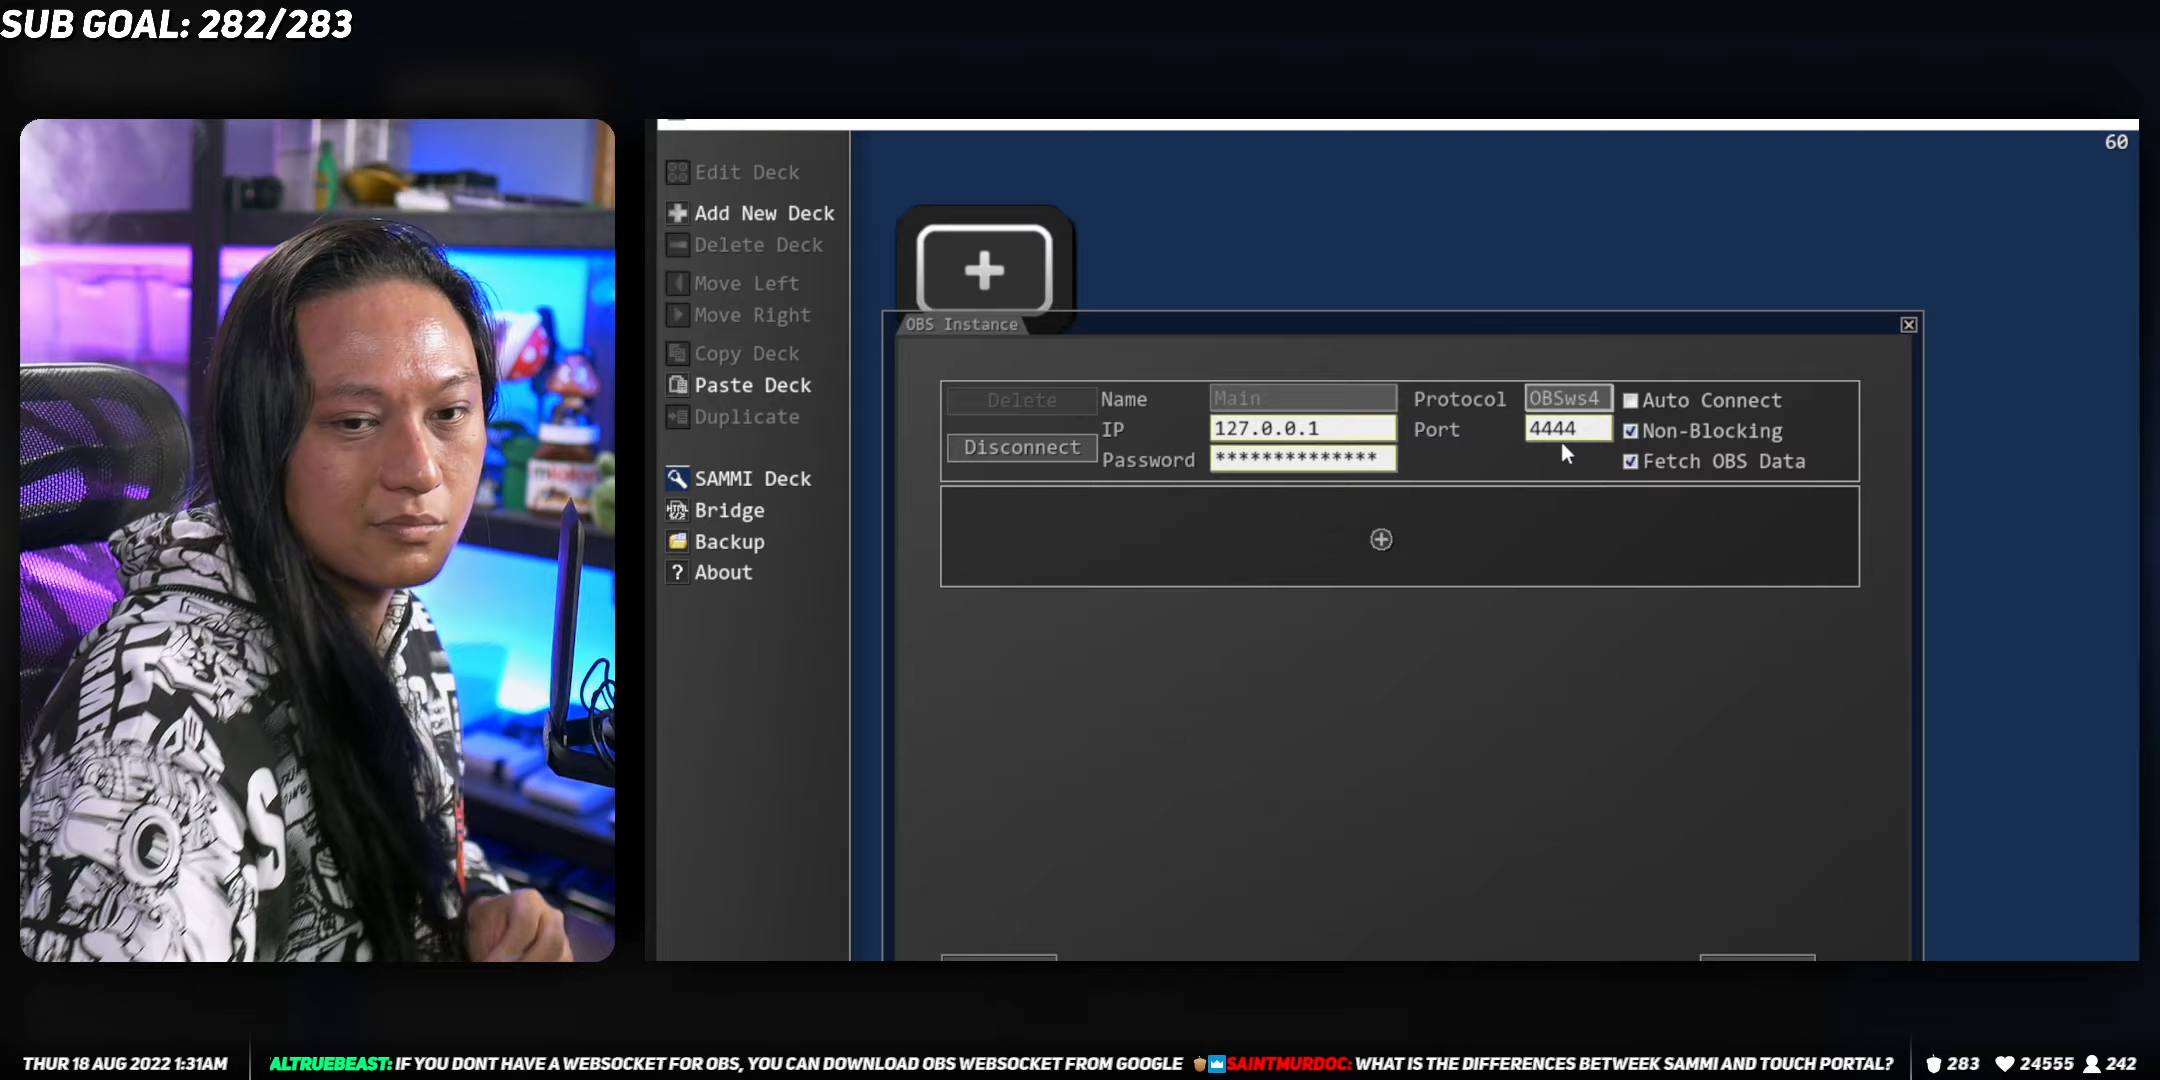 SUB GOAL: 282/283
60
Edit Deck
Add New Deck
Delete Deck
Move Left
Move Right
Copy Deck
Paste Deck
Duplicate
SAMMI Deck
Bridge
Backup
? About
OBS Instance
Delete Name Main Protocol OBSws4 Auto Connect
IP 127.0.0.1 Port 4444 Non-Blocking
Disconnect
Password ************** Fetch OBS Data
THUR 18 AUG 2022 1:31AM
ALTRUEBEAST: IF YOU DONT HAVE A WEBSOCKET FOR OBS, YOU CAN DOWNLOAD OBS WEBSOCKET FROM GOOGLE SAINTMURDOC: WHAT IS THE DIFFERENCES BETWEEK SAMMI AND TOUCH PORTAL?
283 24555 242